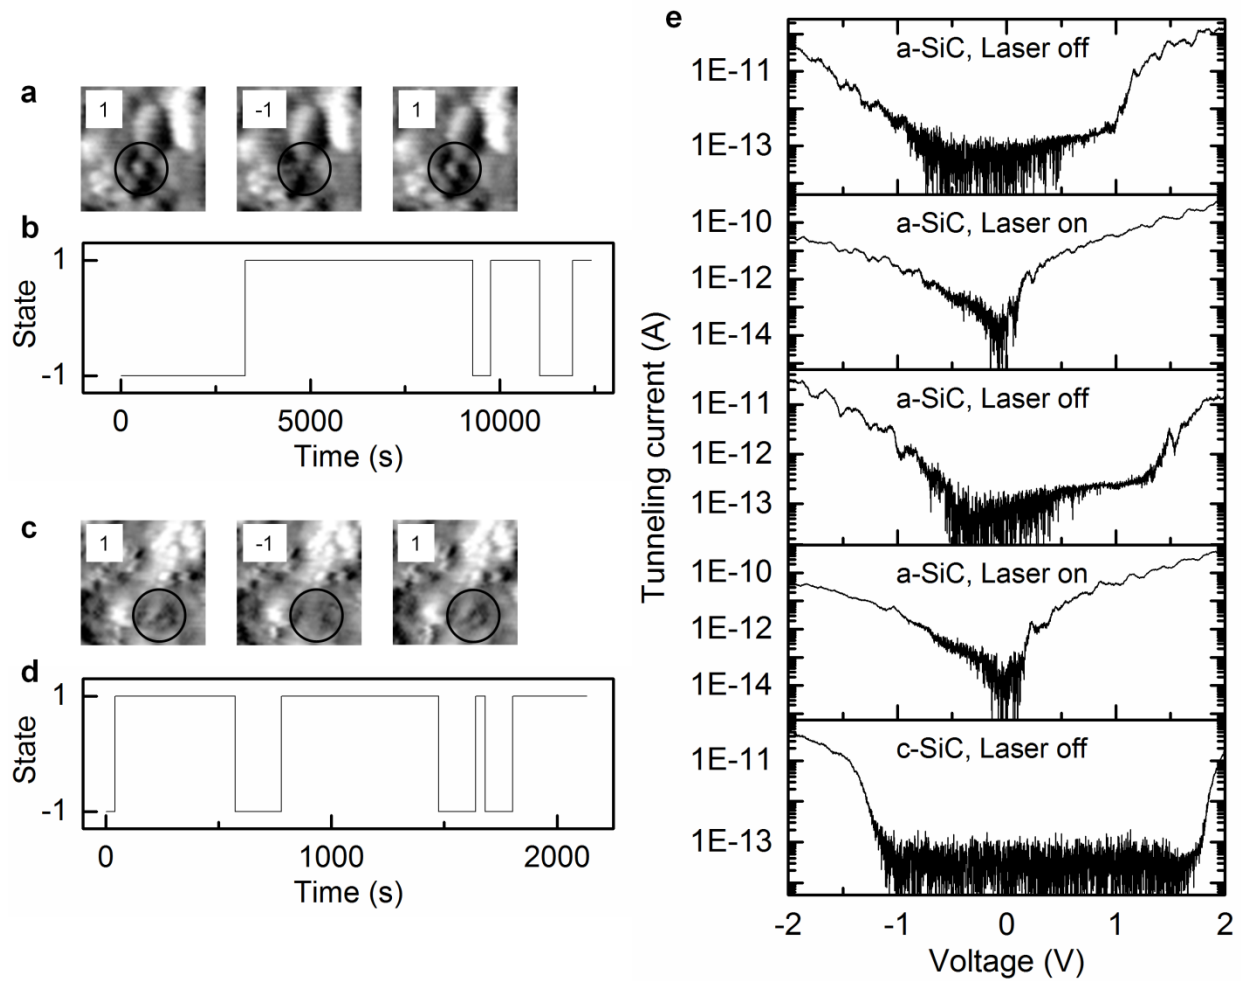 a
1
-1
1
b
1
-1
State
0
5000
10000
Time (s)
c
1
-1
1
d
1
-1
State
0
1000
2000
Time (s)
e
Tunneling current (A)
a-SiC, Laser off
1E-11
1E-13
a-SiC, Laser on
1E-10
1E-12
1E-14
a-SiC, Laser off
1E-11
1E-12
1E-13
a-SiC, Laser on
1E-10
1E-12
1E-14
c-SiC, Laser off
1E-11
1E-13
-2
-1
0
1
2
Voltage (V)